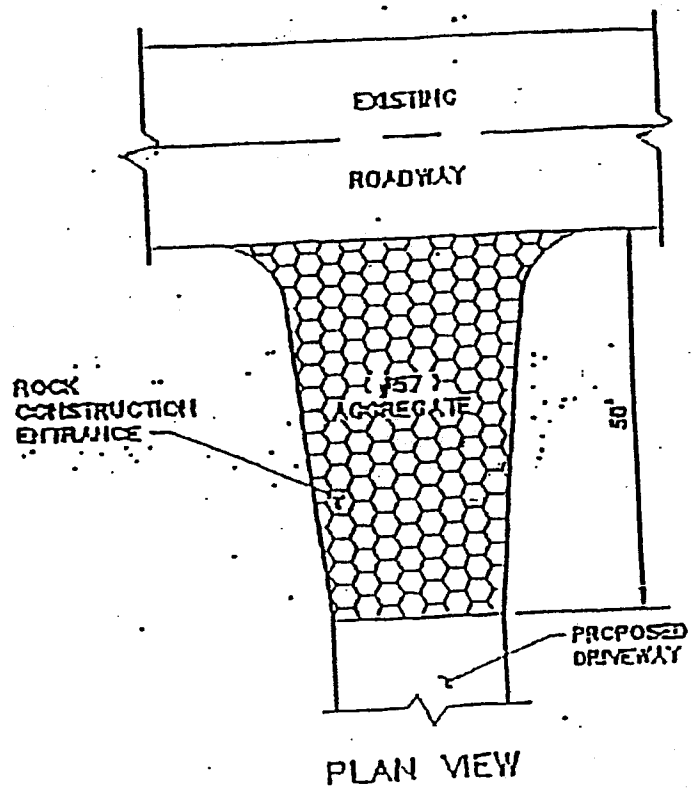 EXISTING
ROADWAY
(#57)
AGGREGATE
ROCK
CONSTRUCTION
ENTRANCE
50'
PROPOSED
DRIVEWAY
PLAN VIEW